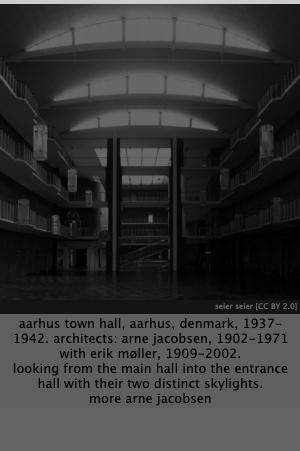 seier seier [CC BY 2.0]
aarhus town hall, aarhus, denmark, 1937-
1942. architects: arne jacobsen, 1902-1971
with erik møller, 1909-2002.
looking from the main hall into the entrance
hall with their two distinct skylights.
more arne jacobsen